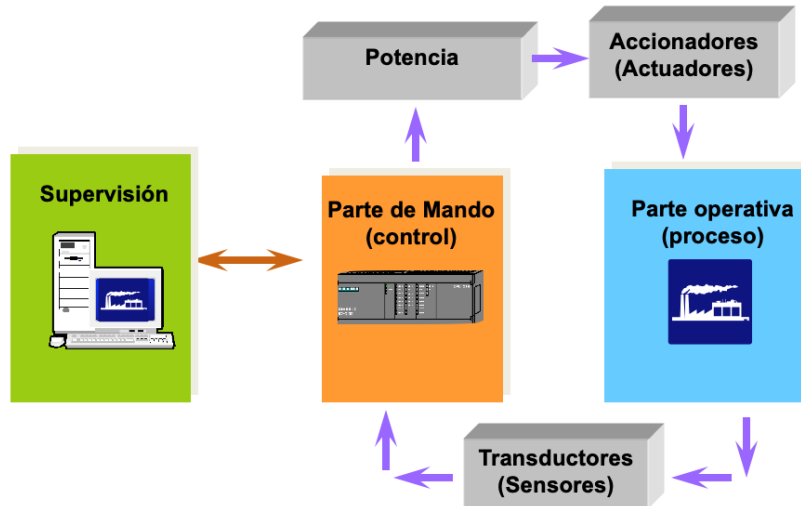 Potencia
Accionadores
(Actuadores)
Supervisión
Parte de Mando
(control)
Parte operativa
(proceso)
Transductores
(Sensores)